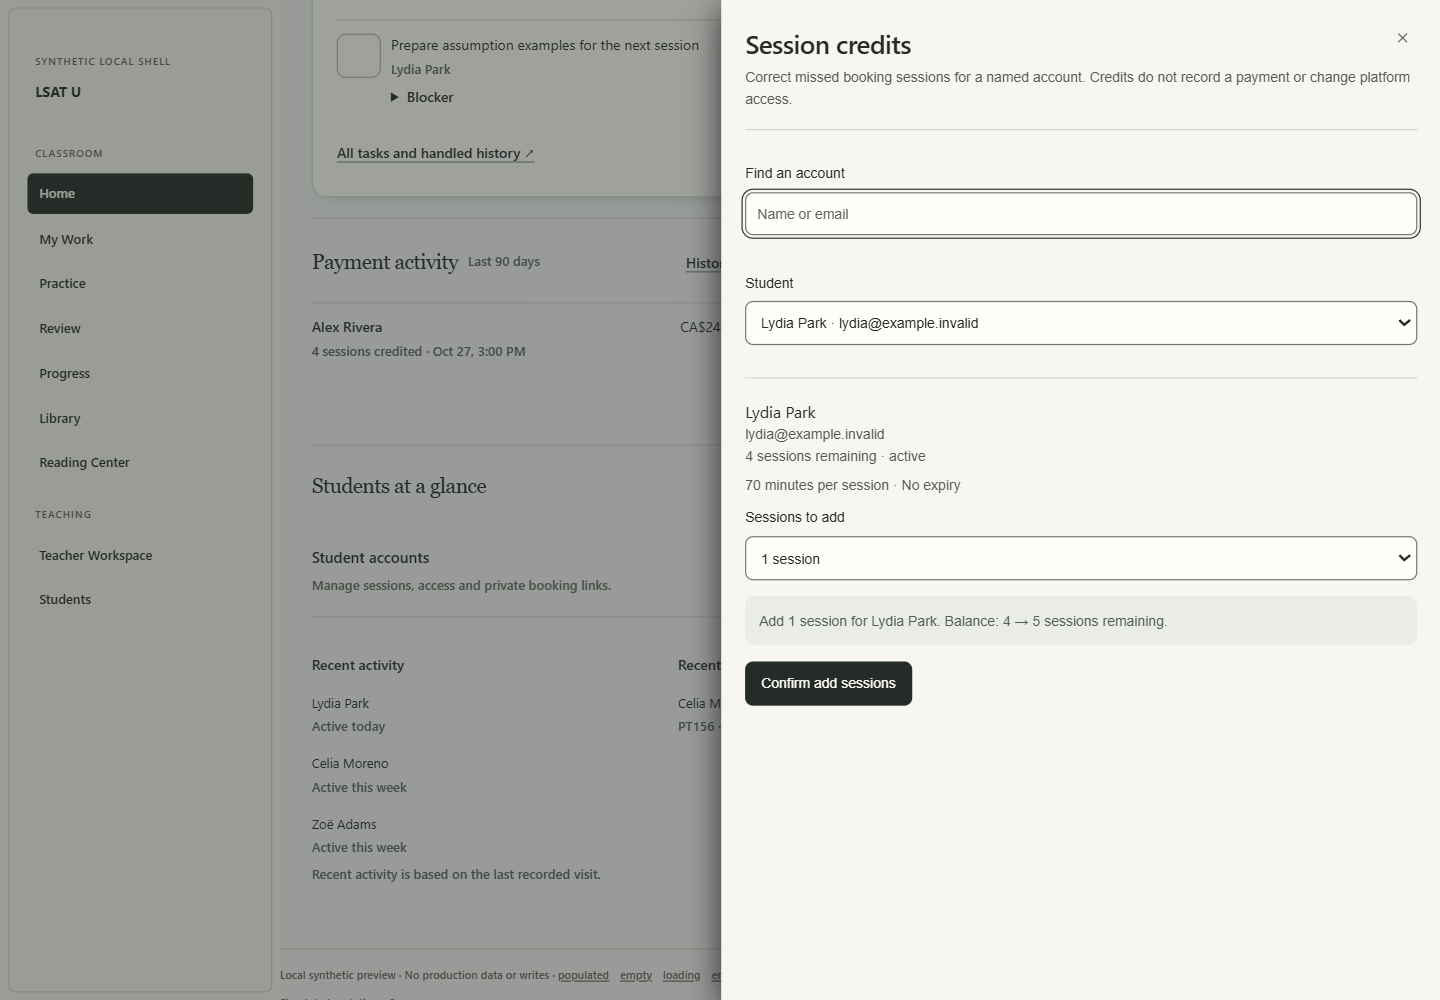 SYNTHETIC LOCAL SHELL
LSAT U
CLASSROOM
Home
My Work
Practice
Review
Progress
Library
Reading Center
TEACHING
Teacher Workspace
Students
Prepare assumption examples for the next session
Lydia Park
▶ Blocker
All tasks and handled history ↗
Payment activity Last 90 days
Alex Rivera CA$24
4 sessions credited · Oct 27, 3:00 PM
Students at a glance
Student accounts
Manage sessions, access and private booking links.
Recent activity Recent
Lydia Park Celia M
Active today PT156 ·
Celia Moreno
Active this week
Zoë Adams
Active this week
Recent activity is based on the last recorded visit.
Local synthetic preview · No production data or writes · populated empty loading
Session credits ×
Correct missed booking sessions for a named account. Credits do not record a payment or change platform
access.
Find an account
Name or email
Student
Lydia Park · lydia@example.invalid
Lydia Park
lydia@example.invalid
4 sessions remaining · active
70 minutes per session · No expiry
Sessions to add
1 session
Add 1 session for Lydia Park. Balance: 4 → 5 sessions remaining.
Confirm add sessions